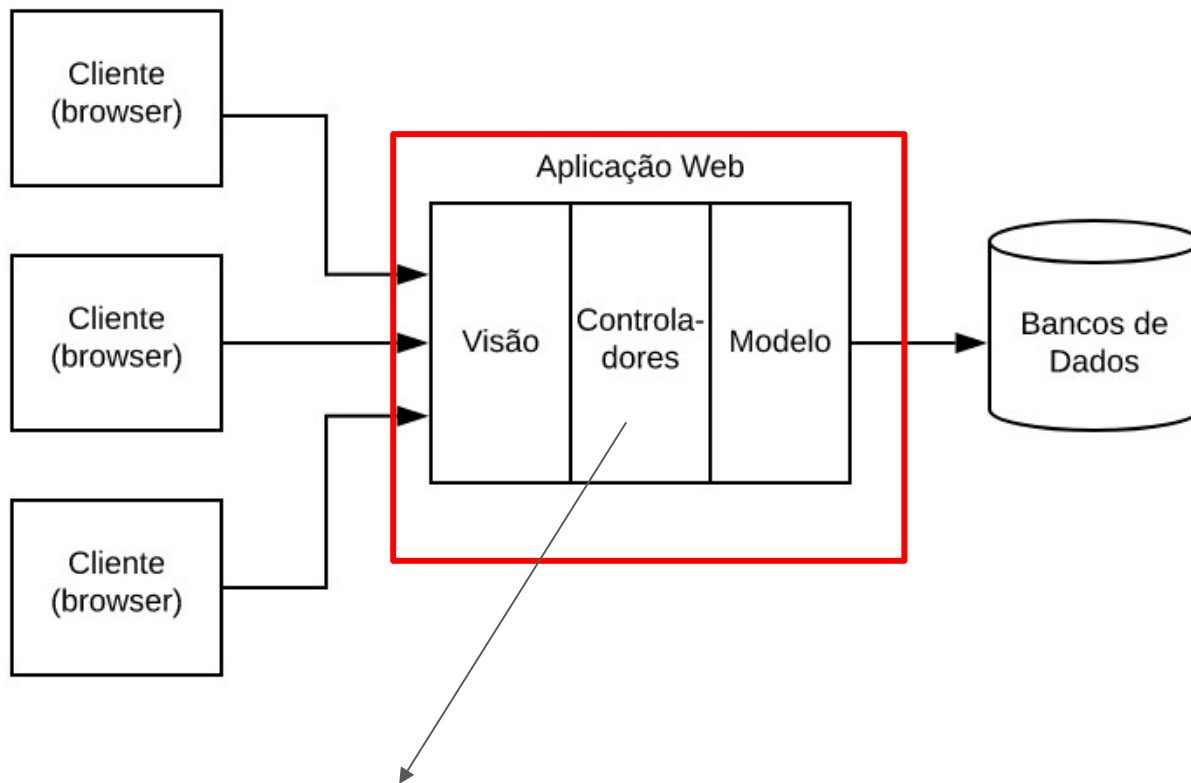 Cliente
(browser)
Aplicação Web
Cliente
(browser)
Visão
Controla-
dores
Modelo
Bancos de
Dados
Cliente
(browser)